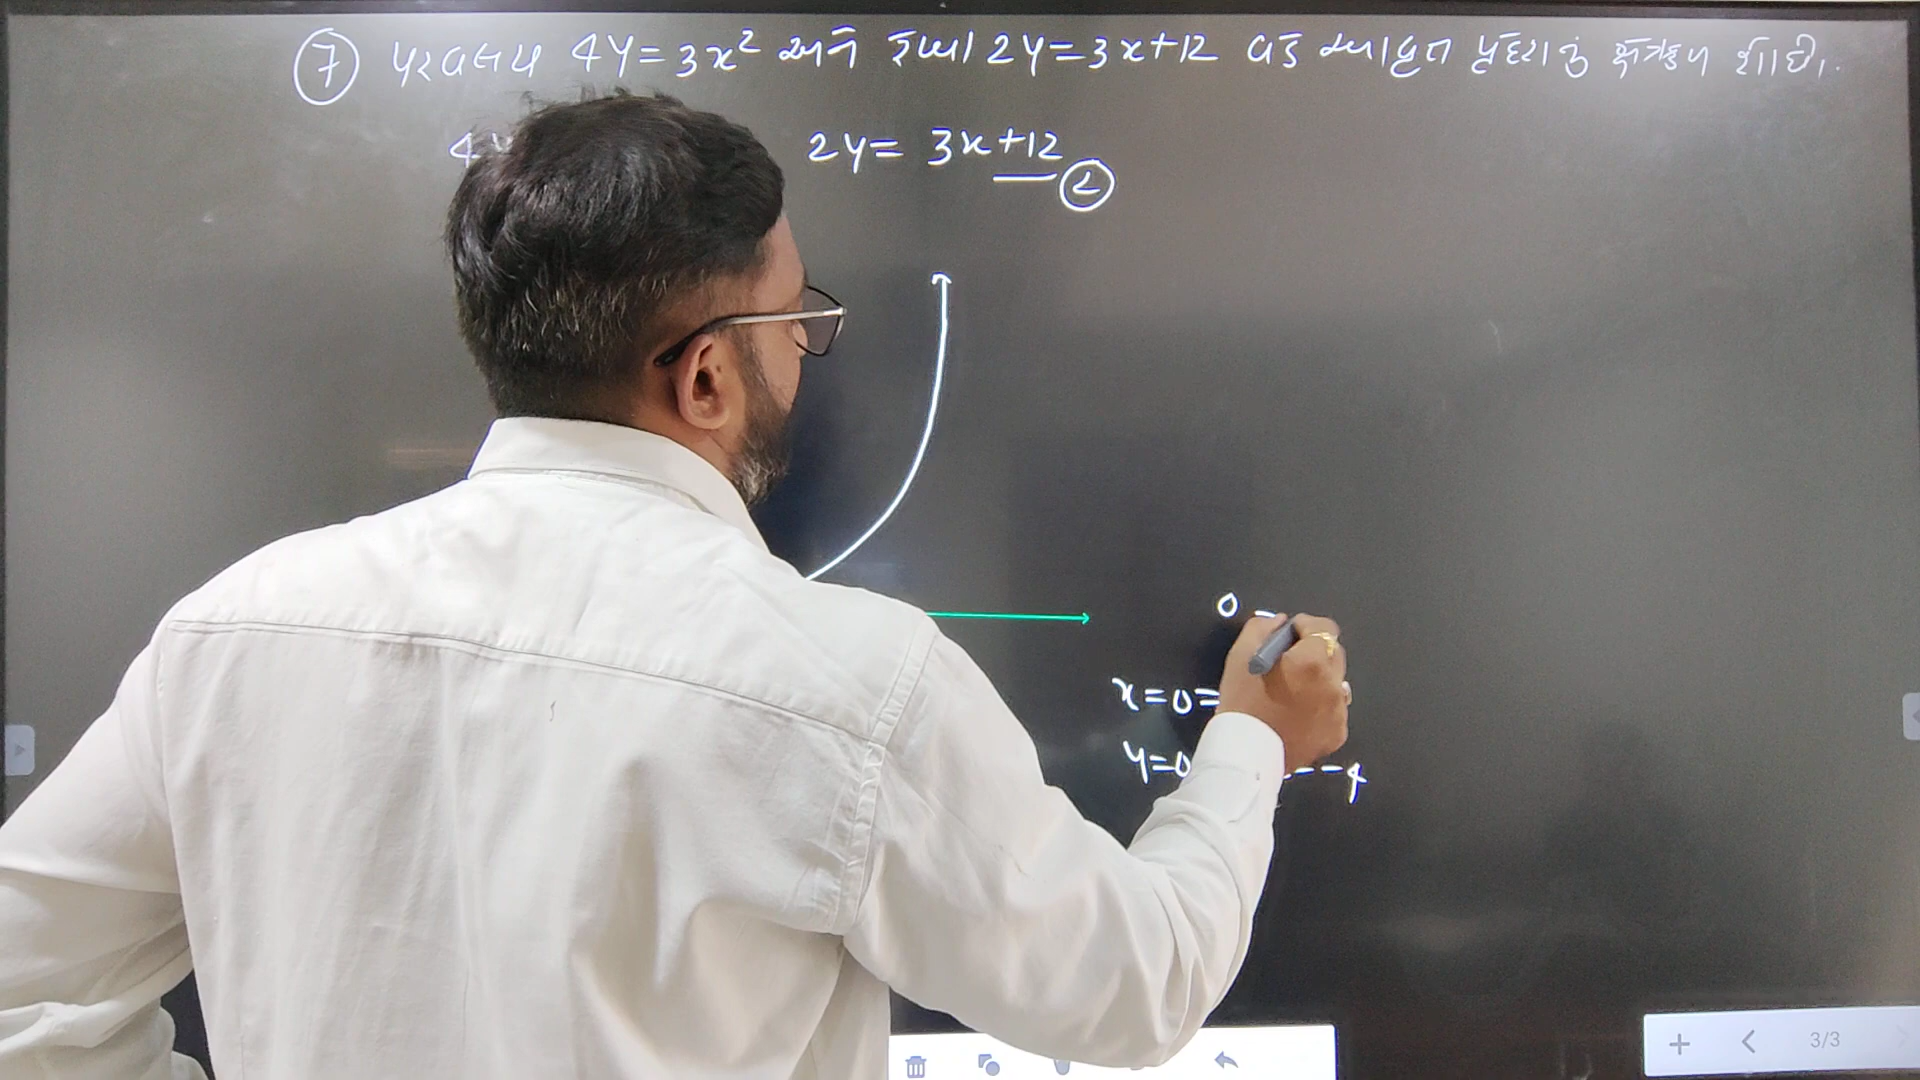 ⑦ પરવલય 4y=3x² અને રેખા 2y=3x+12 વડે આવૃત પ્રદેશનું ક્ષેત્રફળ શોધો.
4y 2y= 3x+12 ②
0
x=0=
y=0 ---4
3/3